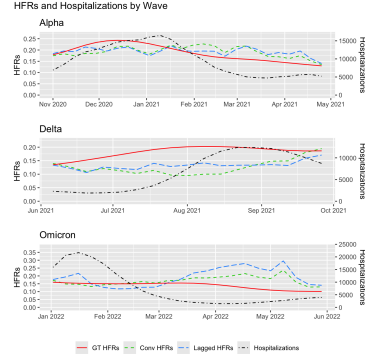 HFRs and Hospitalizations by Wave
Alpha
0.25
0.20
0.15
0.10
0.05
0.00
HFRs
15000
10000
5000
0
Hospitalizations
Nov 2020 Dec 2020 Jan 2021 Feb 2021 Mar 2021 Apr 2021 May 2021
Delta
0.20
0.15
0.10
0.05
0.00
HFRs
10000
5000
0
Hospitalizations
Jun 2021 Jul 2021 Aug 2021 Sep 2021 Oct 2021
Omicron
0.35
0.30
0.25
0.20
0.15
0.10
0.05
0.00
HFRs
25000
20000
15000
10000
5000
0
Hospitalizations
Jan 2022 Feb 2022 Mar 2022 Apr 2022 May 2022 Jun 2022
GT HFRs Conv HFRs Lagged HFRs Hospitalizations